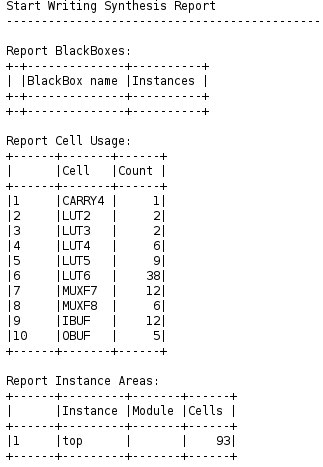 Start Writing Synthesis Report
---------------------------------------------
Report BlackBoxes:
+-+--------------+----------+
| |BlackBox name |Instances |
+-+--------------+----------+
+-+--------------+----------+
Report Cell Usage:
+------+------+------+
|      |Cell  |Count |
+------+------+------+
|1     |CARRY4 |     1|
|2     |LUT2   |     2|
|3     |LUT3   |     2|
|4     |LUT4   |     6|
|5     |LUT5   |     9|
|6     |LUT6   |    38|
|7     |MUXF7  |    12|
|8     |MUXF8  |     6|
|9     |IBUF   |    12|
|10    |OBUF   |     5|
+------+------+------+
Report Instance Areas:
+------+---------+-------+------+
|      |Instance |Module |Cells |
+------+---------+-------+------+
|1     |top      |       |    93|
+------+---------+-------+------+